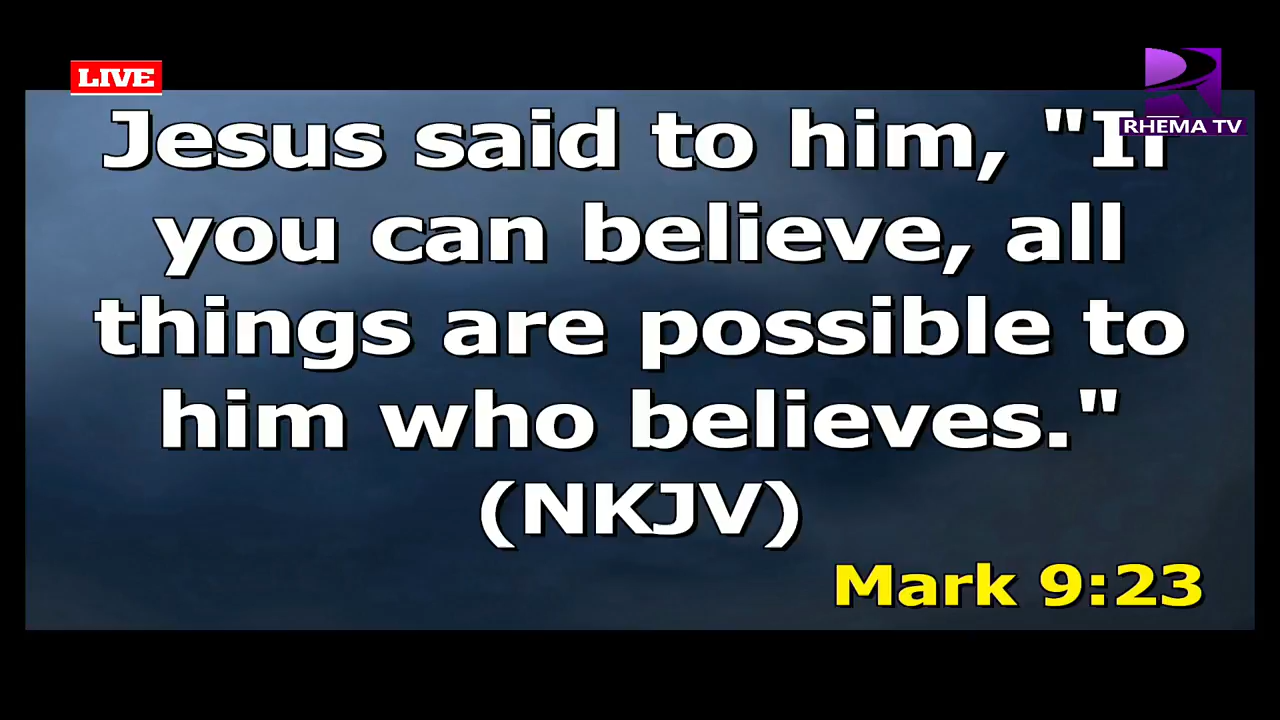 LIVE
RHEMA TV
Jesus said to him, "If
you can believe, all
things are possible to
him who believes."
(NKJV)
Mark 9:23